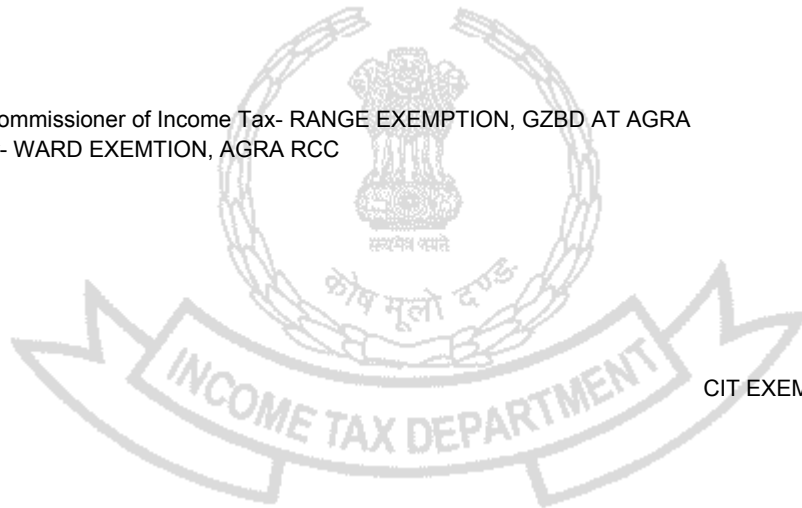 ommissioner of Income Tax- RANGE EXEMPTION, GZBD AT AGRA
- WARD EXEMTION, AGRA RCC
सत्यमेव जयते
कोष मूलो दण्डः
INCOME TAX DEPARTMENT
CIT EXEM